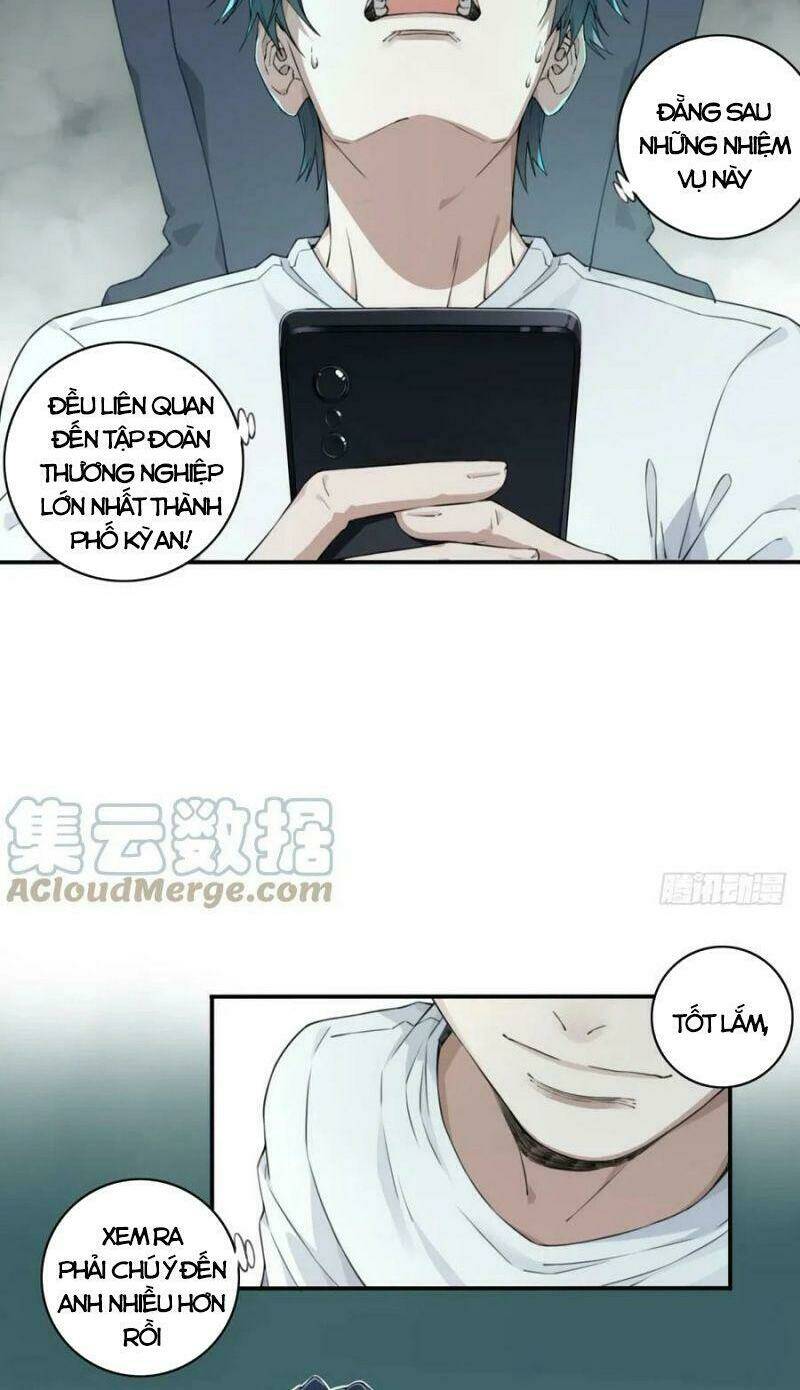 ĐẰNG SAU
NHỮNG NHIỆM
VỤ NÀY
ĐỀU LIÊN QUAN
ĐẾN TẬP ĐOÀN
THƯƠNG NGHIỆP
LỚN NHẤT THÀNH
PHỐ KỲ AN!
集云数据
ACloudMerge.com
腾讯动漫
TỐT LẮM,
XEM RA
PHẢI CHÚ Ý ĐẾN
ANH NHIỀU HƠN
RỒI